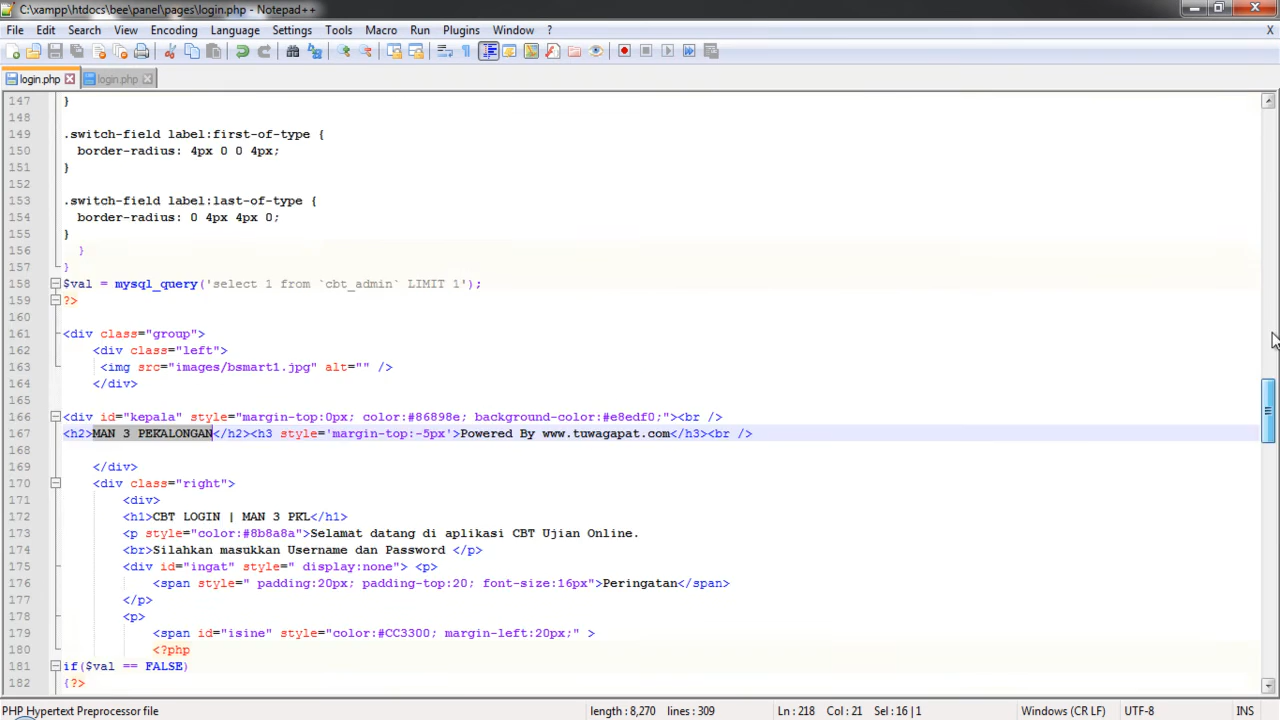 C:\xampp\htdocs\bee\panel\pages\login.php - Notepad++
File Edit Search View Encoding Language Settings Tools Macro Run Plugins Window ? X
login.php login.php
147 }
148
149 .switch-field label:first-of-type {
150 border-radius: 4px 0 0 4px;
151 }
152
153 .switch-field label:last-of-type {
154 border-radius: 0 4px 4px 0;
155 }
156 }
157 }
158 $val = mysql_query('select 1 from `cbt_admin` LIMIT 1');
159 ?>
160
161 <div class="group">
162 <div class="left">
163 <img src="images/bsmart1.jpg" alt="" />
164 </div>
165
166 <div id="kepala" style="margin-top:0px; color:#86898e; background-color:#e8edf0;"><br />
167 <h2>MAN 3 PEKALONGAN</h2><h3 style='margin-top:-5px'>Powered By www.tuwagapat.com</h3><br />
168
169 </div>
170 <div class="right">
171 <div>
172 <h1>CBT LOGIN | MAN 3 PKL</h1>
173 <p style="color:#8b8a8a">Selamat datang di aplikasi CBT Ujian Online.
174 <br>Silahkan masukkan Username dan Password </p>
175 <div id="ingat" style=" display:none"> <p>
176 <span style=" padding:20px; padding-top:20; font-size:16px">Peringatan</span>
177 </p>
178 <p>
179 <span id="isine" style="color:#CC3300; margin-left:20px;" >
180 <?php
181 if($val == FALSE)
182 {?>
PHP Hypertext Preprocessor file length : 8,270 lines : 309 Ln : 218 Col : 21 Sel : 16 | 1 Windows (CR LF) UTF-8 INS